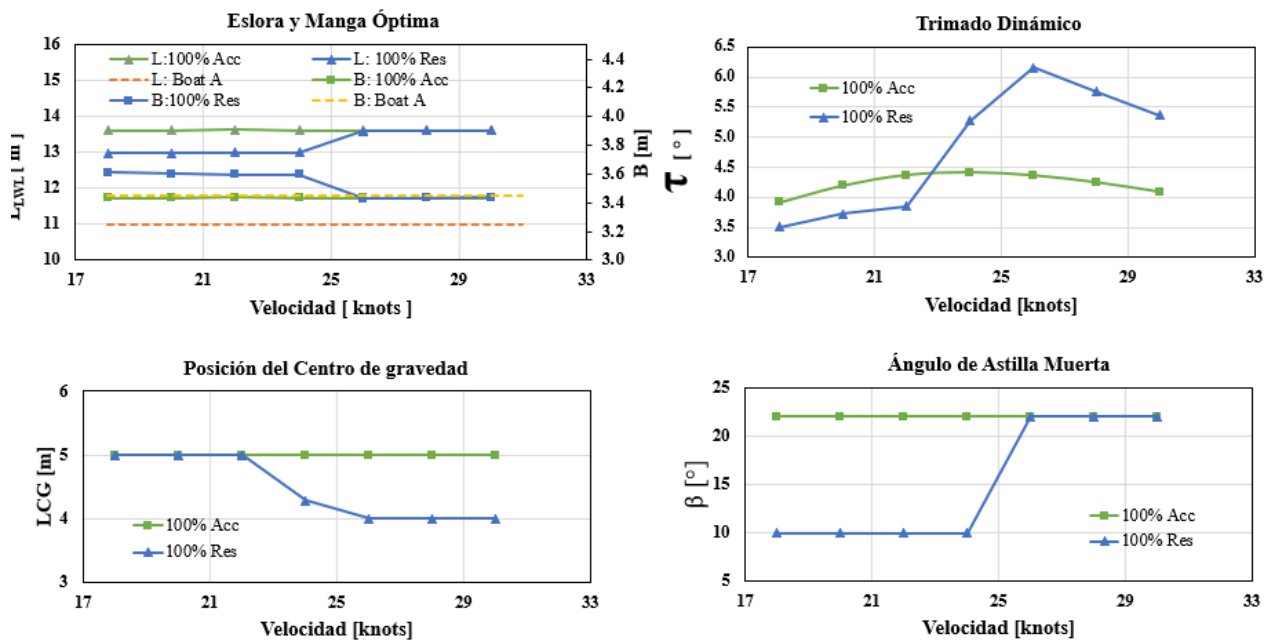 Eslora y Manga Óptima
16
15
14
13
12
11
10
4.4
4.2
4.0
3.8
3.6
3.4
3.2
3.0
L:100% Acc
L: 100% Res
L: Boat A
B: 100% Acc
B:100% Res
B: Boat A
LLWL [ m ]
B [m]
17 21 25 29 33
Velocidad [ knots ]
Trimado Dinámico
6.5
6.0
5.5
5.0
4.5
4.0
3.5
3.0
100% Acc
100% Res
τ [ ° ]
17 21 25 29 33
Velocidad [knots]
Posición del Centro de gravedad
6
5
4
3
LCG [m]
100% Acc
100% Res
17 21 25 29 33
Velocidad [knots]
Ángulo de Astilla Muerta
25
20
15
10
5
β [°]
100% Acc
100% Res
17 21 25 29 33
Velocidad [knots]